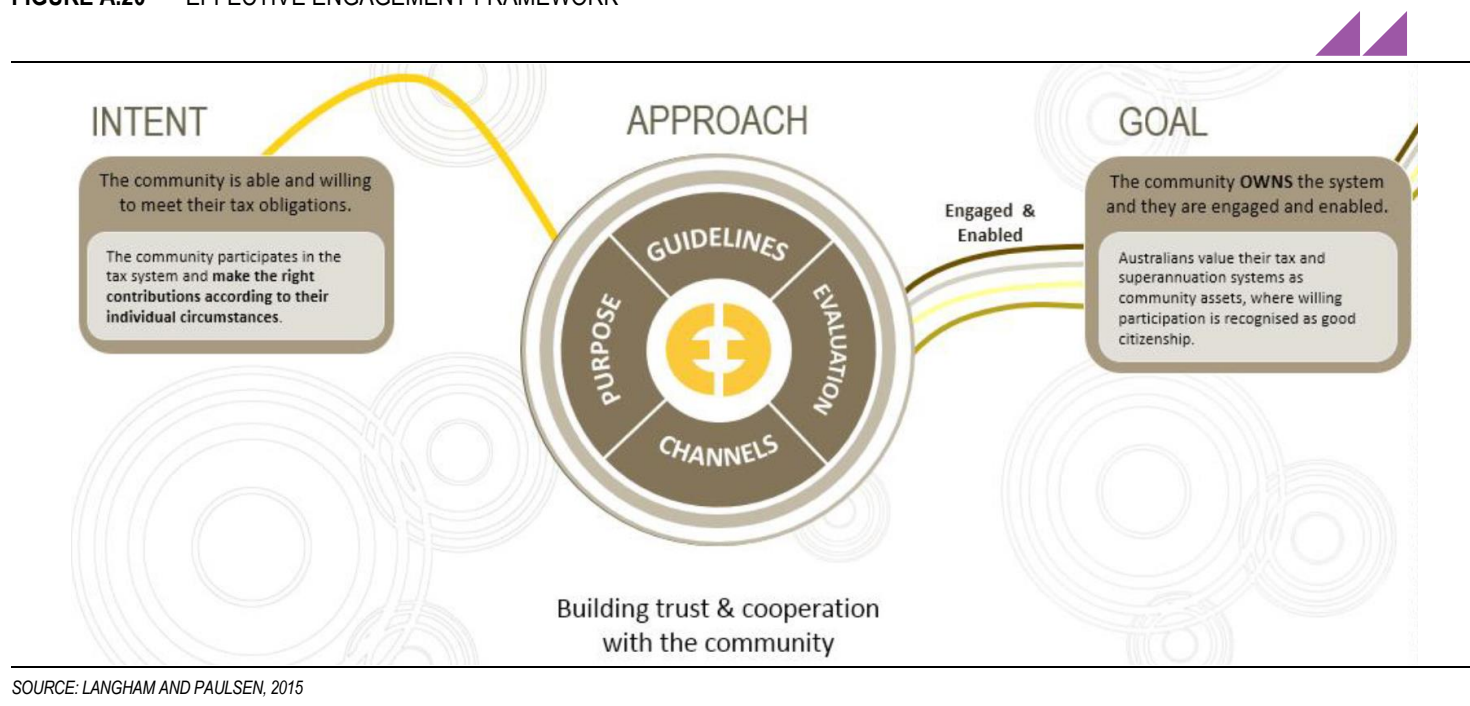 FIGURE A.20 EFFECTIVE ENGAGEMENT FRAMEWORK
INTENT
The community is able and willing
to meet their tax obligations.
The community participates in the
tax system and make the right
contributions according to their
individual circumstances.
APPROACH
GUIDELINES
EVALUATION
CHANNELS
PURPOSE
Building trust & cooperation
with the community
Engaged &
Enabled
GOAL
The community OWNS the system
and they are engaged and enabled.
Australians value their tax and
superannuation systems as
community assets, where willing
participation is recognised as good
citizenship.
SOURCE: LANGHAM AND PAULSEN, 2015